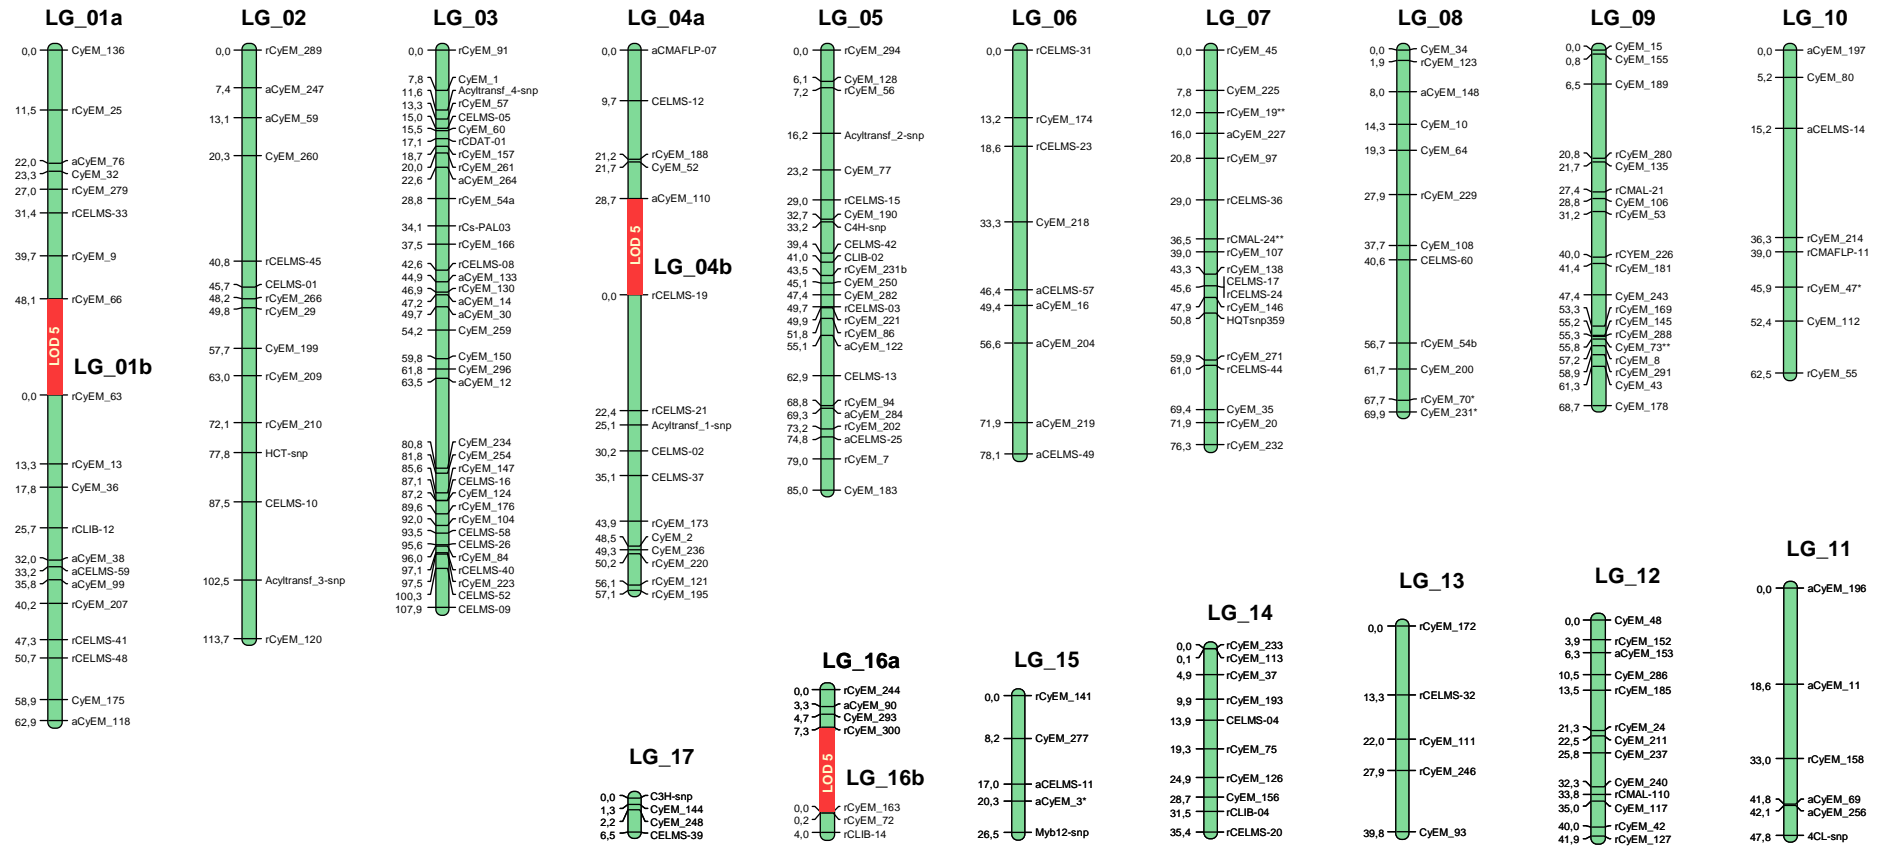 LG_01a
0,0 CyEM_136
11,5 rCyEM_25
22,0 aCyEM_76
23,3 CyEM_32
27,0 rCyEM_279
31,4 rCELMS-33
39,7 rCyEM_9
48,1 rCyEM_66
LOD 5
LG_01b
0,0 rCyEM_63
13,3 rCyEM_13
17,8 CyEM_36
25,7 rCLIB-12
32,0 aCyEM_38
33,2 aCELMS-59
35,8 aCyEM_99
40,2 rCyEM_207
47,3 rCELMS-41
50,7 rCELMS-48
58,9 CyEM_175
62,9 aCyEM_118
LG_02
0,0 rCyEM_289
7,4 aCyEM_247
13,1 aCyEM_59
20,3 CyEM_260
40,8 rCELMS-45
45,7 CELMS-01
48,2 rCyEM_266
49,8 rCyEM_29
57,7 CyEM_199
63,0 rCyEM_209
72,1 rCyEM_210
77,8 HCT-snp
87,5 CELMS-10
102,5 Acyltransf_3-snp
113,7 rCyEM_120
LG_03
0,0 rCyEM_91
7,8 CyEM_1
11,6 Acyltransf_4-snp
13,3 rCyEM_57
15,0 CELMS-05
15,5 CyEM_60
17,1 rCDAT-01
18,7 rCyEM_157
20,0 rCyEM_261
22,6 aCyEM_264
28,8 rCyEM_54a
34,1 rCs-PAL03
37,5 rCyEM_166
42,6 rCELMS-08
44,9 aCyEM_133
46,9 rCyEM_130
47,2 aCyEM_14
49,7 aCyEM_30
54,2 CyEM_259
59,8 CyEM_150
61,8 CyEM_296
63,5 aCyEM_12
80,8 CyEM_234
81,8 CyEM_254
85,6 rCyEM_147
87,1 CELMS-16
87,2 CyEM_124
89,6 rCyEM_176
92,0 rCyEM_104
93,5 CELMS-58
95,6 CELMS-26
96,0 rCyEM_84
97,1 rCELMS-40
97,5 rCyEM_223
100,3 CELMS-52
107,9 CELMS-09
LG_04a
0,0 aCMAFLP-07
9,7 CELMS-12
21,2 rCyEM_188
21,7 CyEM_52
28,7 aCyEM_110
LOD 5
LG_04b
0,0 rCELMS-19
22,4 rCELMS-21
25,1 Acyltransf_1-snp
30,2 CELMS-02
35,1 CELMS-37
43,9 rCyEM_173
48,5 CyEM_2
49,3 CyEM_236
50,2 rCyEM_220
56,1 rCyEM_121
57,1 rCyEM_195
LG_05
0,0 rCyEM_294
6,1 CyEM_128
7,2 rCyEM_56
16,2 Acyltransf_2-snp
23,2 CyEM_77
29,0 rCELMS-15
32,7 CyEM_190
33,2 C4H-snp
39,4 CELMS-42
41,0 CLIB-02
43,5 rCyEM_231b
45,1 CyEM_250
47,4 CyEM_282
49,7 rCELMS-03
49,9 rCyEM_221
51,8 rCyEM_86
55,1 aCyEM_122
62,9 CELMS-13
68,8 rCyEM_94
69,3 aCyEM_284
73,2 rCyEM_202
74,8 aCELMS-25
79,0 rCyEM_7
85,0 CyEM_183
LG_06
0,0 rCELMS-31
13,2 rCyEM_174
18,6 rCELMS-23
33,3 CyEM_218
46,4 aCELMS-57
49,4 aCyEM_16
56,6 aCyEM_204
71,9 aCyEM_219
78,1 aCELMS-49
LG_07
0,0 rCyEM_45
7,8 CyEM_225
12,0 rCyEM_19**
16,0 aCyEM_227
20,8 rCyEM_97
29,0 rCELMS-36
36,5 rCMAL-24**
39,0 rCyEM_107
43,3 rCyEM_138
45,6 CELMS-17
rCELMS-24
47,9 rCyEM_146
50,8 HQTsnp359
59,9 rCyEM_271
61,0 rCELMS-44
69,4 CyEM_35
71,9 rCyEM_20
76,3 rCyEM_232
LG_08
0,0 CyEM_34
1,9 rCyEM_123
8,0 aCyEM_148
14,3 CyEM_10
19,3 CyEM_64
27,9 rCyEM_229
37,7 CyEM_108
40,6 CELMS-60
56,7 rCyEM_54b
61,7 CyEM_200
67,7 rCyEM_70*
69,9 CyEM_231*
LG_09
0,0 CyEM_15
0,8 CyEM_155
6,5 CyEM_189
20,8 rCyEM_280
21,7 CyEM_135
27,4 rCMAL-21
28,8 CyEM_106
31,2 rCyEM_53
40,0 rCYEM_226
41,4 rCyEM_181
47,4 CyEM_243
53,3 rCyEM_169
55,2 rCyEM_145
55,3 rCyEM_288
55,8 CyEM_73**
57,2 rCyEM_8
58,9 rCyEM_291
61,3 CyEM_43
68,7 CyEM_178
LG_10
0,0 aCyEM_197
5,2 CyEM_80
15,2 aCELMS-14
36,3 rCyEM_214
39,0 rCMAFLP-11
45,9 rCyEM_47*
52,4 CyEM_112
62,5 rCyEM_55
LG_17
0,0 C3H-snp
1,3 CyEM_144
2,2 CyEM_248
6,5 CELMS-39
LG_16a
0,0 rCyEM_244
3,3 aCyEM_90
4,7 CyEM_293
7,3 rCyEM_300
LOD 5
LG_16b
0,0 rCyEM_163
0,2 rCyEM_72
4,0 rCLIB-14
LG_15
0,0 rCyEM_141
8,2 CyEM_277
17,0 aCELMS-11
20,3 aCyEM_3*
26,5 Myb12-snp
LG_14
0,0 rCyEM_233
0,1 rCyEM_113
4,9 rCyEM_37
9,9 rCyEM_193
13,9 CELMS-04
19,3 rCyEM_75
24,9 rCyEM_126
28,7 CyEM_156
31,5 rCLIB-04
35,4 rCELMS-20
LG_13
0,0 rCyEM_172
13,3 rCELMS-32
22,0 rCyEM_111
27,9 rCyEM_246
39,8 CyEM_93
LG_12
0,0 CyEM_48
3,9 rCyEM_152
6,3 aCyEM_153
10,5 CyEM_286
13,5 rCyEM_185
21,3 rCyEM_24
22,5 CyEM_211
25,8 CyEM_237
32,3 CyEM_240
33,8 rCMAL-110
35,0 CyEM_117
40,0 rCyEM_42
41,9 rCyEM_127
LG_11
0,0 aCyEM_196
18,6 aCyEM_11
33,0 rCyEM_158
41,8 aCyEM_69
42,1 aCyEM_256
47,8 4CL-snp